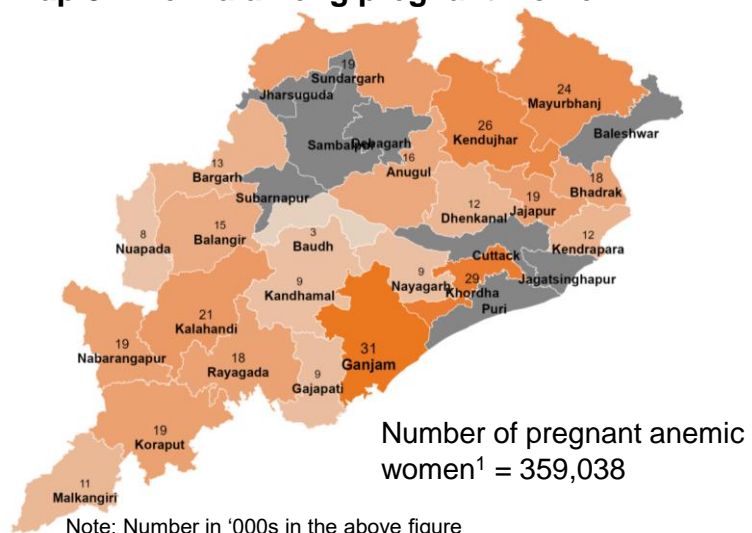 19
Sundargarh
Jharsuguda
24
Mayurbhanj
26
Kendujhar
Baleshwar
Sambalpur
Debagarh
16
Anugul
13
Bargarh
18
Bhadrak
Subarnapur
12
Dhenkanal
19
Jajapur
8
Nuapada
15
Balangir
3
Baudh
12
Kendrapara
Cuttack
9
Nayagarh
29
Khordha
Jagatsinghapur
Puri
9
Kandhamal
21
Kalahandi
19
Nabarangapur
18
Rayagada
9
Gajapati
31
Ganjam
19
Koraput
11
Malkangiri
Number of pregnant anemic
women¹ = 359,038
Note: Number in ‘000s in the above figure